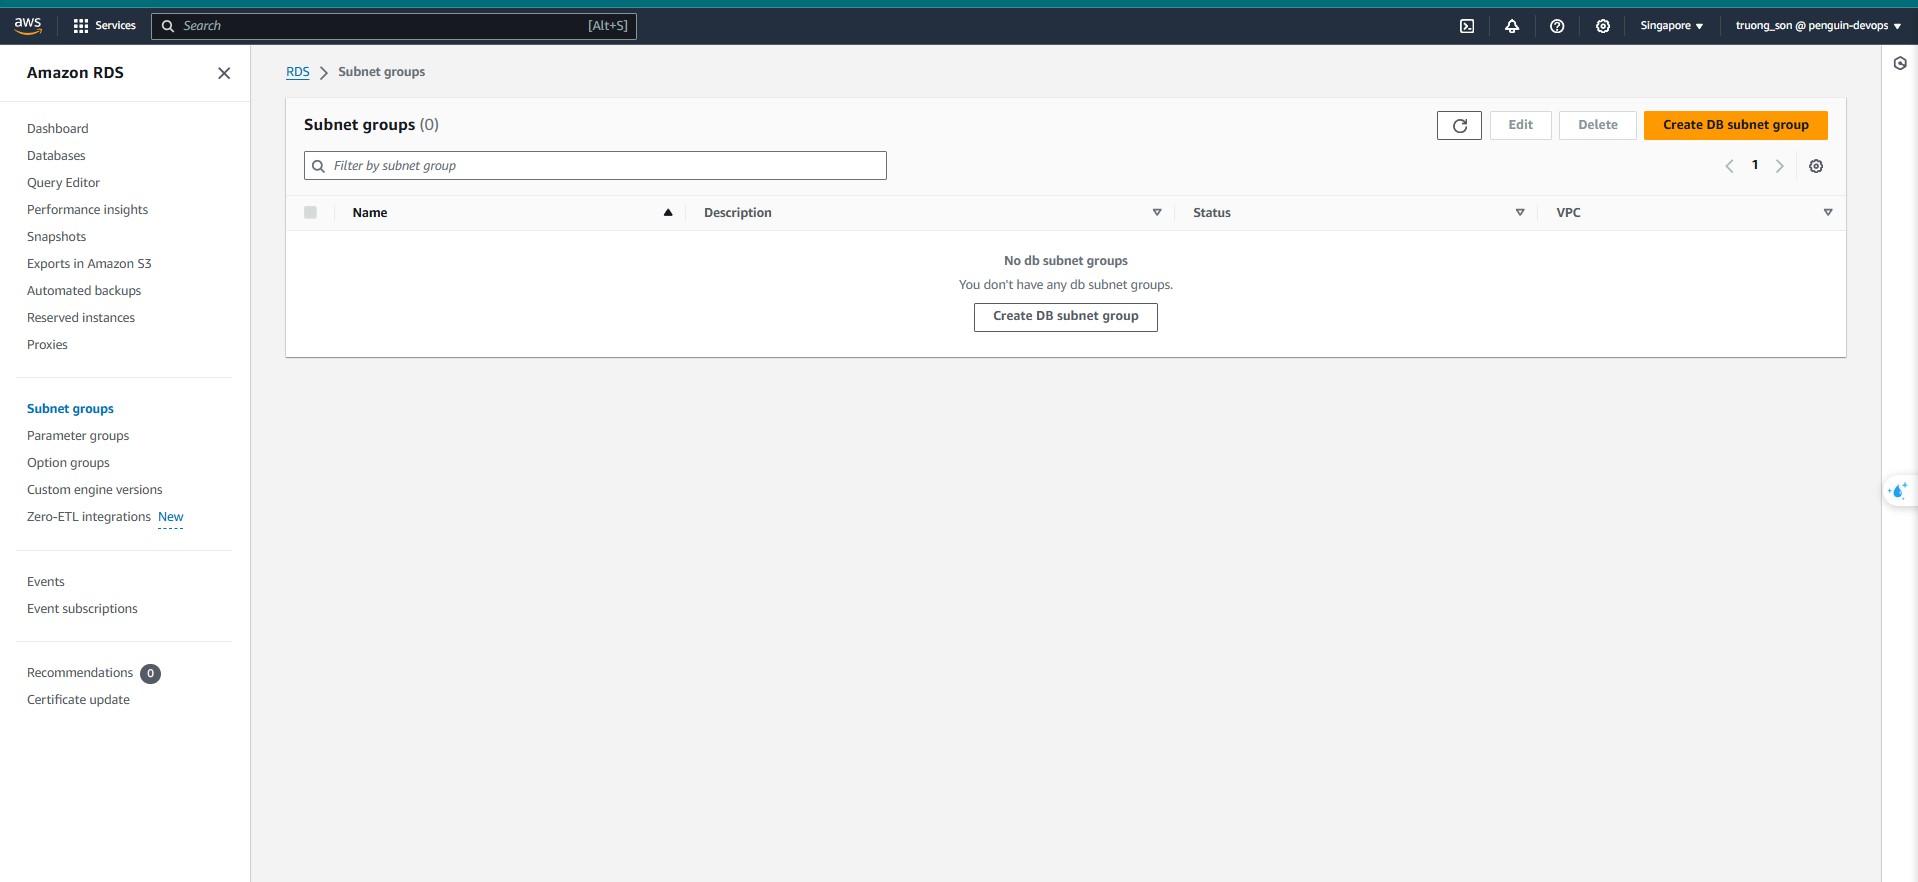 aws
Services
Search [Alt+S]
Singapore
truong_son @ penguin-devops
Amazon RDS
Dashboard
Databases
Query Editor
Performance insights
Snapshots
Exports in Amazon S3
Automated backups
Reserved instances
Proxies
Subnet groups
Parameter groups
Option groups
Custom engine versions
Zero-ETL integrations New
Events
Event subscriptions
Recommendations 0
Certificate update
RDS Subnet groups
Subnet groups (0)
Edit
Delete
Create DB subnet group
Filter by subnet group
1
Name
Description
Status
VPC
No db subnet groups
You don't have any db subnet groups.
Create DB subnet group